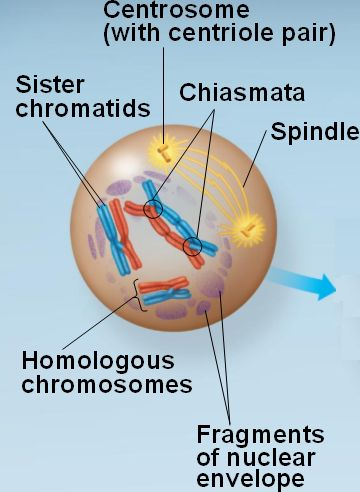 Centrosome
(with centriole pair)
Sister
chromatids
Chiasmata
Spindle
Homologous
chromosomes
Fragments
of nuclear
envelope